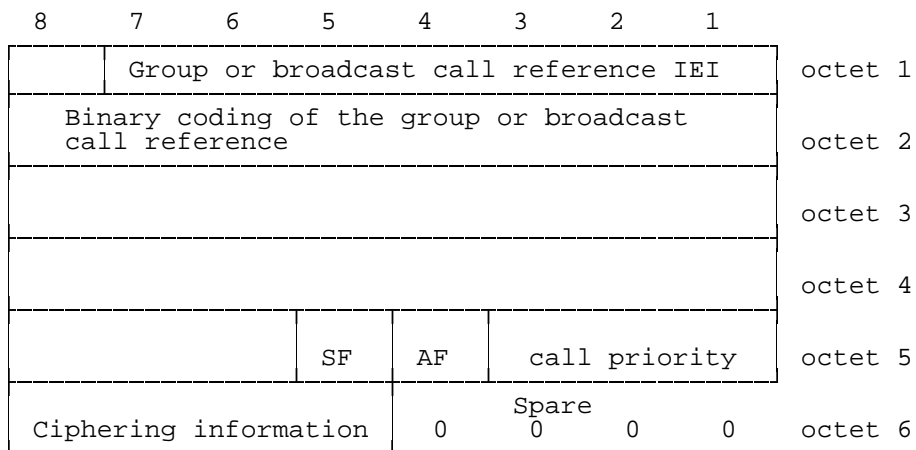 8 7 6 5 4 3 2 1
Group or broadcast call reference IEI octet 1
Binary coding of the group or broadcast
call reference octet 2
octet 3
octet 4
SF AF call priority octet 5
Spare
Ciphering information 0 0 0 0 octet 6